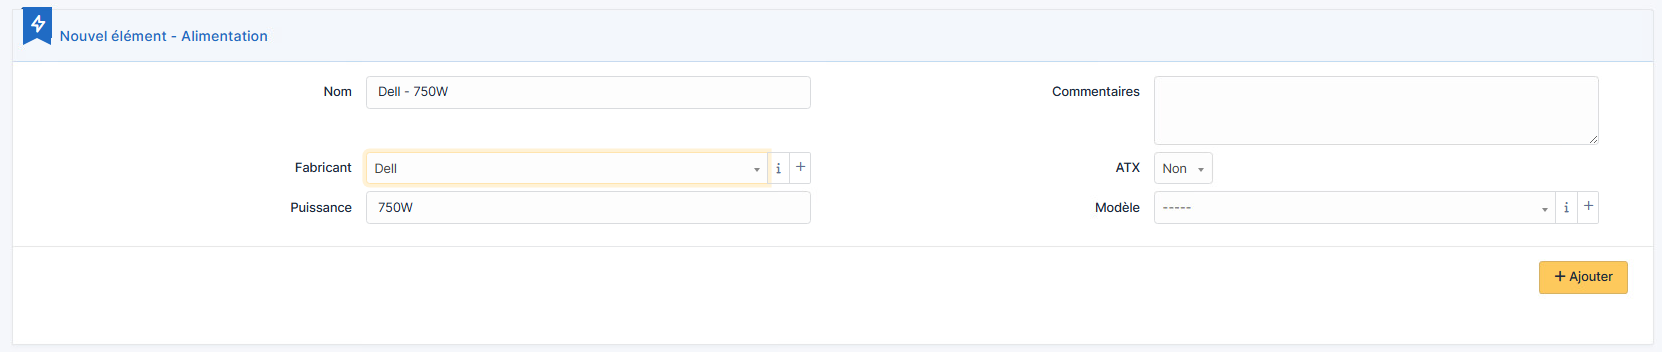 Nouvel élément - Alimentation
Nom
Dell - 750W
Commentaires
Fabricant
Dell
i +
ATX
Non
Puissance
750W
Modèle
-----
i +
+ Ajouter